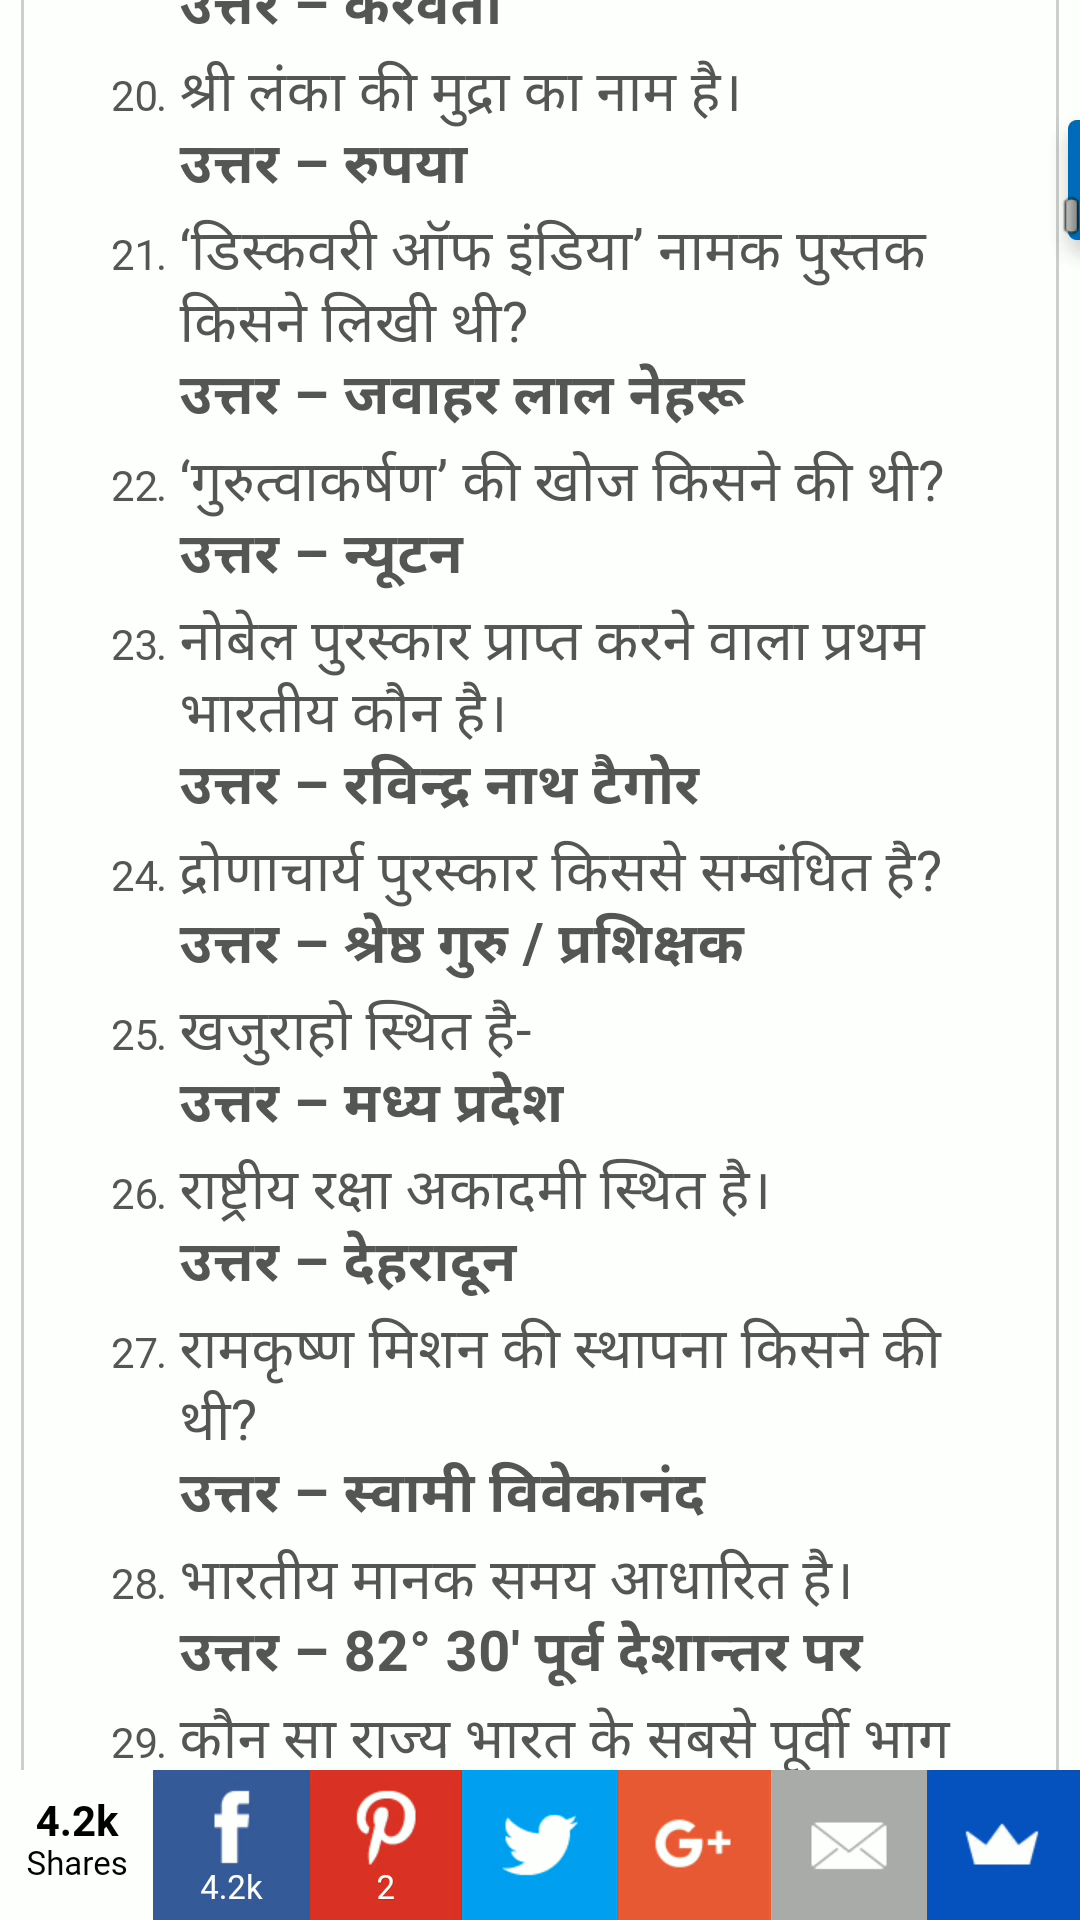 उत्तर – करवती
20. श्री लंका की मुद्रा का नाम है।
उत्तर – रुपया
21. ‘डिस्कवरी ऑफ इंडिया’ नामक पुस्तक
किसने लिखी थी?
उत्तर – जवाहर लाल नेहरू
22. ‘गुरुत्वाकर्षण’ की खोज किसने की थी?
उत्तर – न्यूटन
23. नोबेल पुरस्कार प्राप्त करने वाला प्रथम
भारतीय कौन है।
उत्तर – रविन्द्र नाथ टैगोर
24. द्रोणाचार्य पुरस्कार किससे सम्बंधित है?
उत्तर – श्रेष्ठ गुरु / प्रशिक्षक
25. खजुराहो स्थित है-
उत्तर – मध्य प्रदेश
26. राष्ट्रीय रक्षा अकादमी स्थित है।
उत्तर – देहरादून
27. रामकृष्ण मिशन की स्थापना किसने की
थी?
उत्तर – स्वामी विवेकानंद
28. भारतीय मानक समय आधारित है।
उत्तर – 82° 30' पूर्व देशान्तर पर
29. कौन सा राज्य भारत के सबसे पूर्वी भाग
4.2k
Shares
4.2k
2
G+